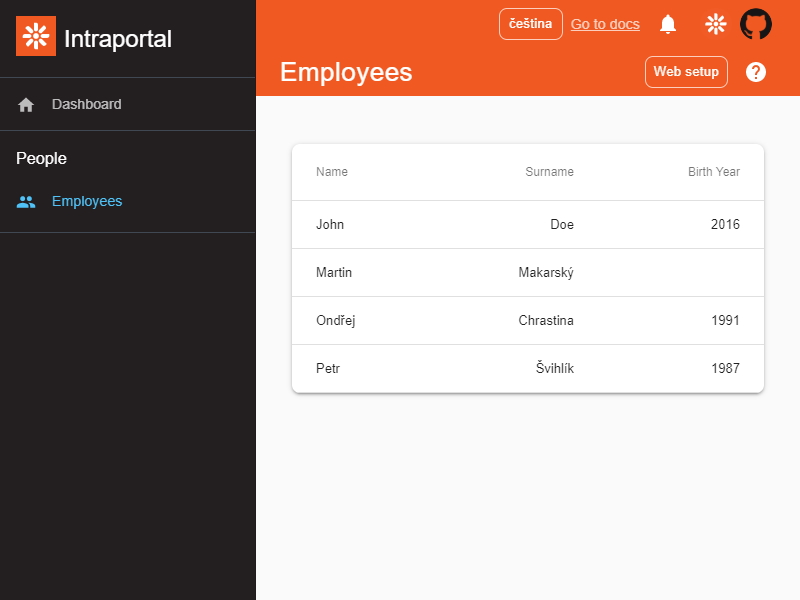 Intraportal
Dashboard
People
Employees
čeština Go to docs
Employees
Web setup
Name Surname Birth Year
John Doe 2016
Martin Makarský
Ondřej Chrastina 1991
Petr Švihlík 1987